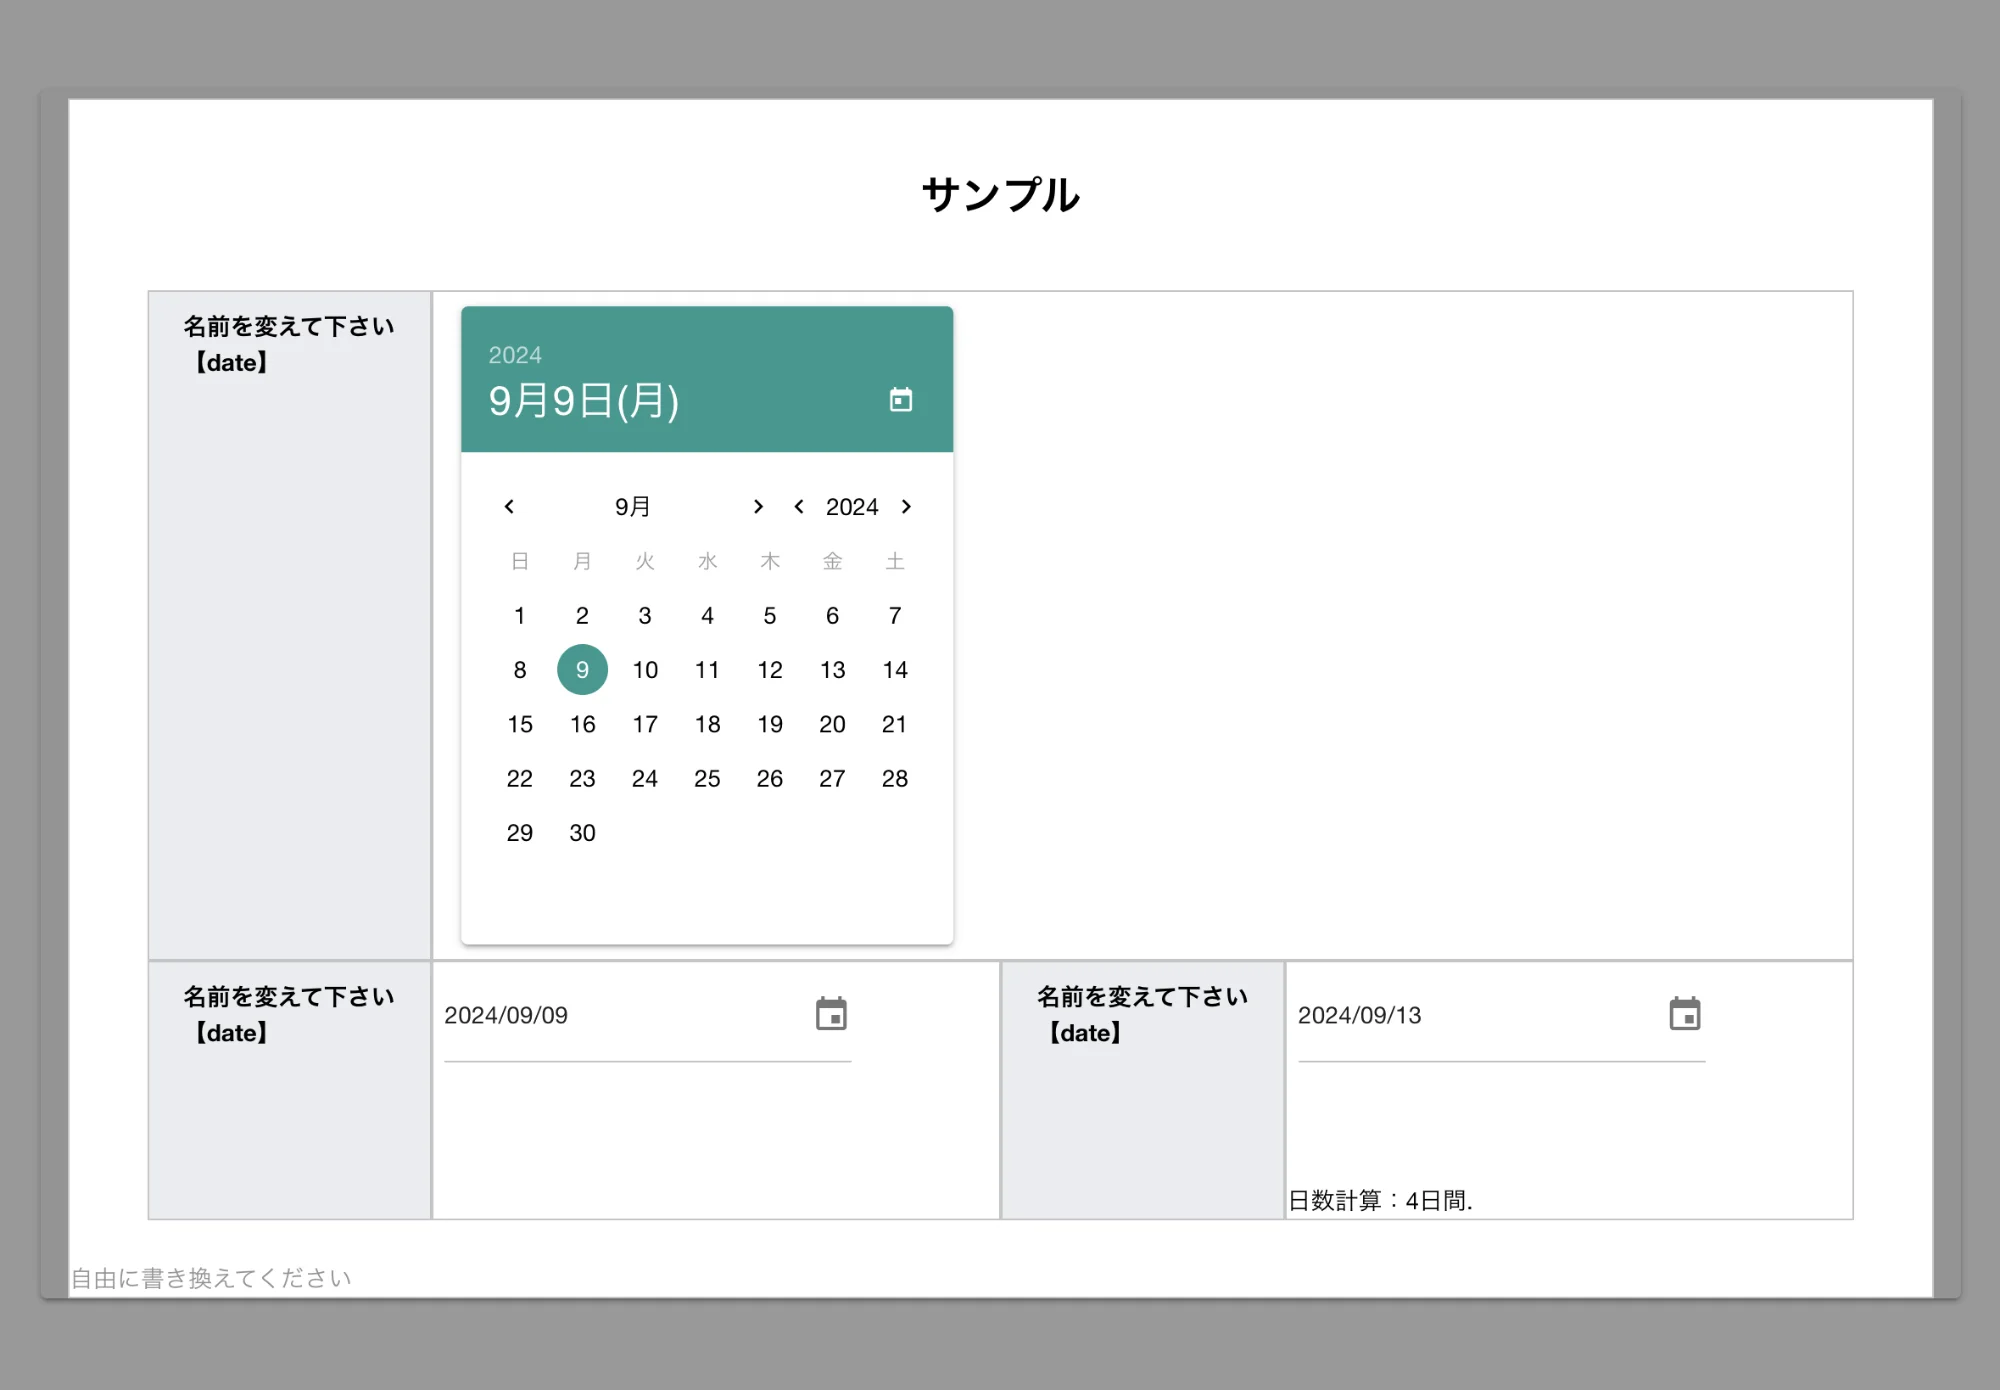 サンプル
名前を変えて下さい
【date】
2024
9月9日(月)
9月 2024
日 月 火 水 木 金 土
1 2 3 4 5 6 7
8 9 10 11 12 13 14
15 16 17 18 19 20 21
22 23 24 25 26 27 28
29 30
名前を変えて下さい
【date】
2024/09/09
名前を変えて下さい
【date】
2024/09/13
日数計算：4日間.
自由に書き換えてください